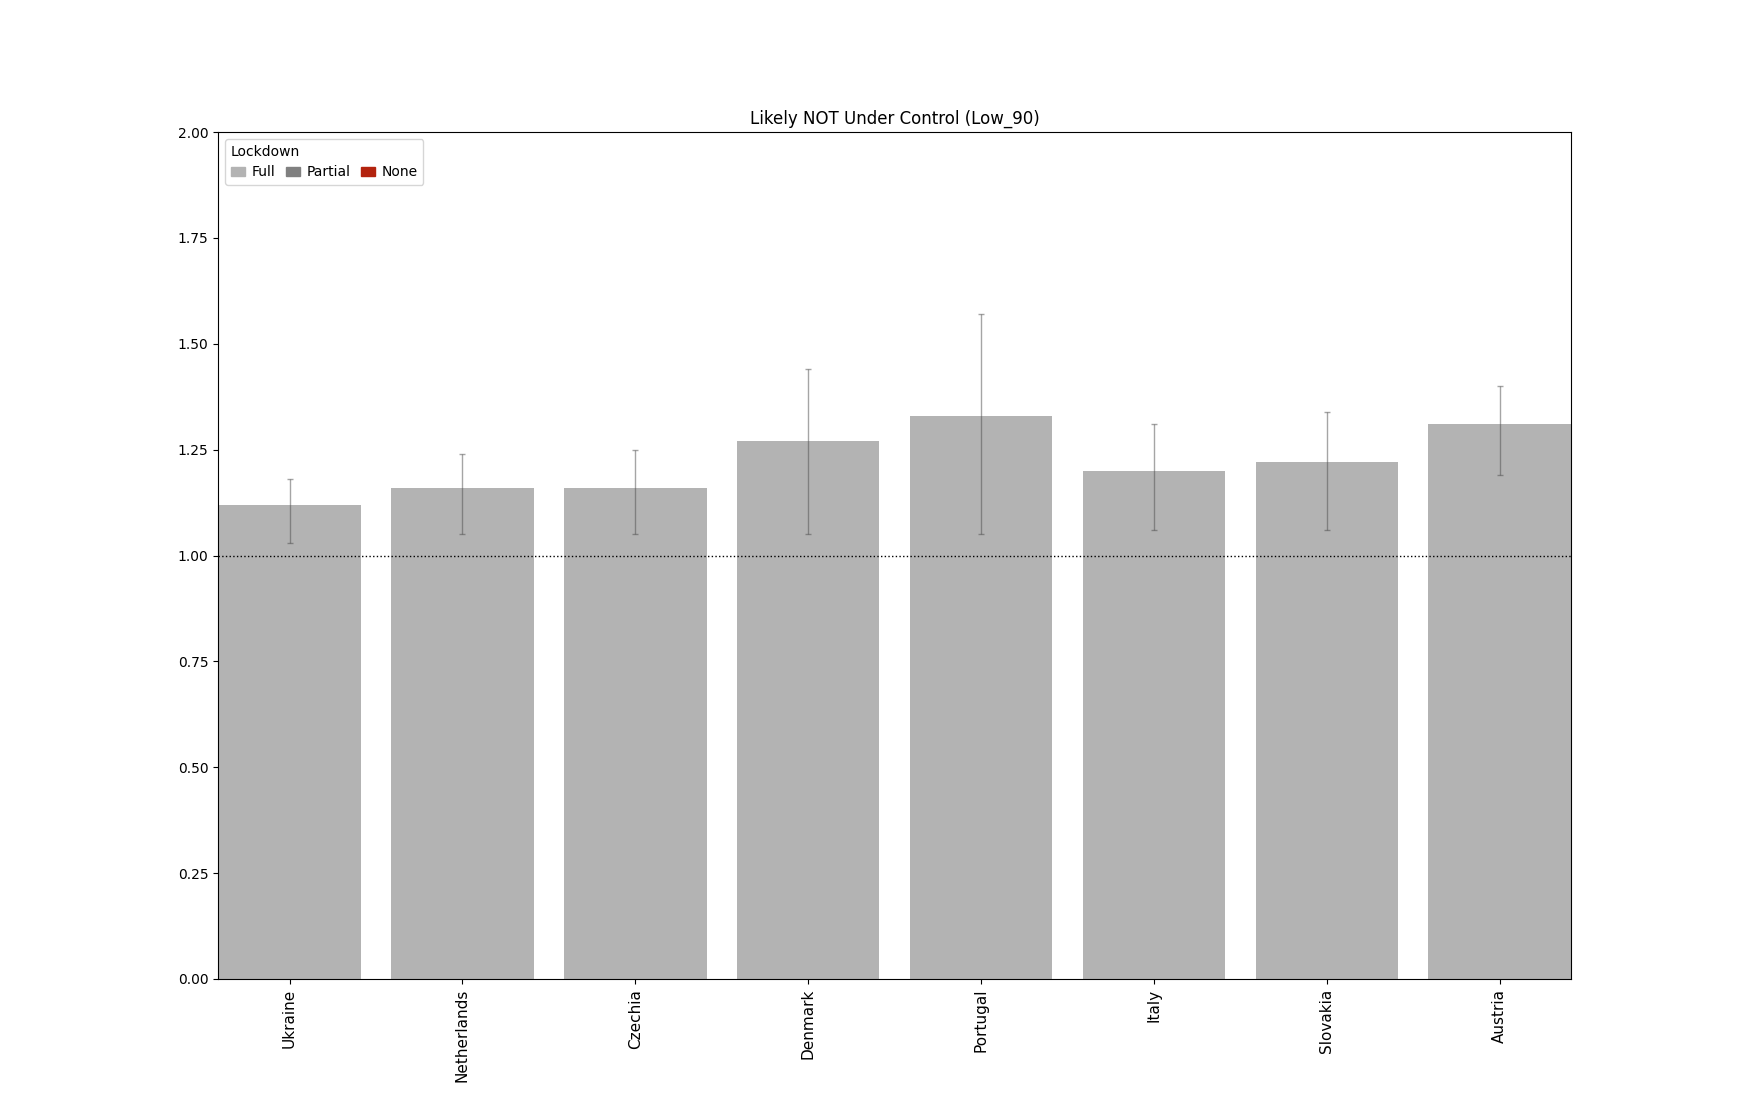 Likely NOT Under Control (Low_90)
Lockdown
Full Partial None
2.00
1.75
1.50
1.25
1.00
0.75
0.50
0.25
0.00
Ukraine
Netherlands
Czechia
Denmark
Portugal
Italy
Slovakia
Austria